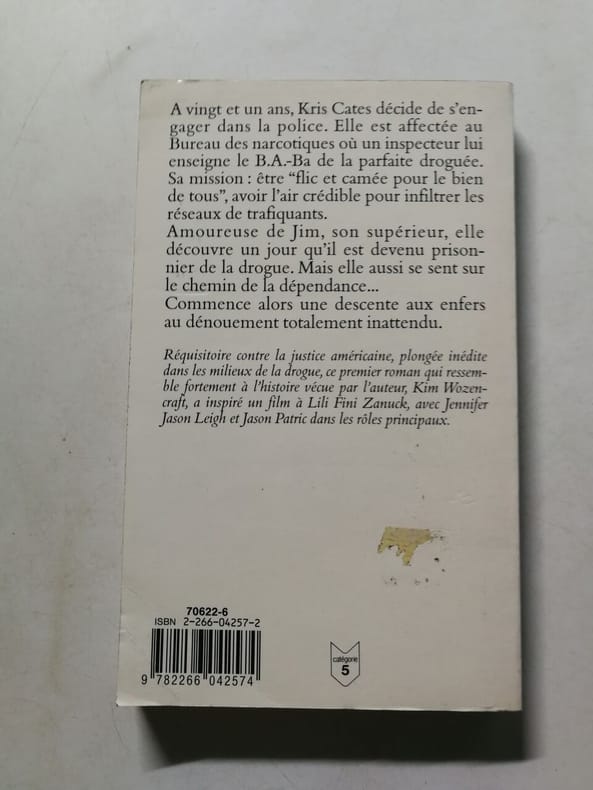 A vingt et un ans, Kris Cates décide de s'en-
gager dans la police. Elle est affectée au
Bureau des narcotiques où un inspecteur lui
enseigne le B.A.-Ba de la parfaite droguée.
Sa mission : être “flic et camée pour le bien
de tous”, avoir l'air crédible pour infiltrer les
réseaux de trafiquants.
Amoureuse de Jim, son supérieur, elle
découvre un jour qu'il est devenu prison-
nier de la drogue. Mais elle aussi se sent sur
le chemin de la dépendance...
Commence alors une descente aux enfers
au dénouement totalement inattendu.
Réquisitoire contre la justice américaine, plongée inédite
dans les milieux de la drogue, ce premier roman qui ressem-
ble fortement à l'histoire vécue par l'auteur, Kim Wozen-
craft, a inspiré un film à Lili Fini Zanuck, avec Jennifer
Jason Leigh et Jason Patric dans les rôles principaux.
70622-6
ISBN 2-266-04257-2
9 782266 042574
catégorie
5